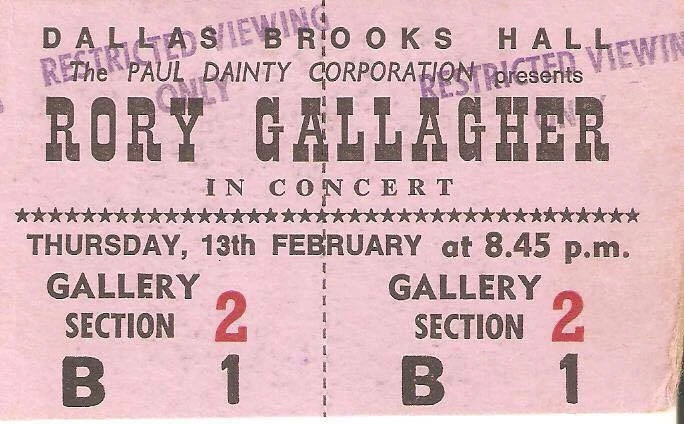 DALLAS BROOKS HALL
RESTRICTED VIEWING ONLY
RESTRICTED VIEWING ONLY
The PAUL DAINTY CORPORATION presents
RORY GALLAGHER
IN CONCERT
THURSDAY, 13th FEBRUARY at 8.45 p.m.
GALLERY GALLERY
SECTION 2 SECTION 2
B 1 B 1